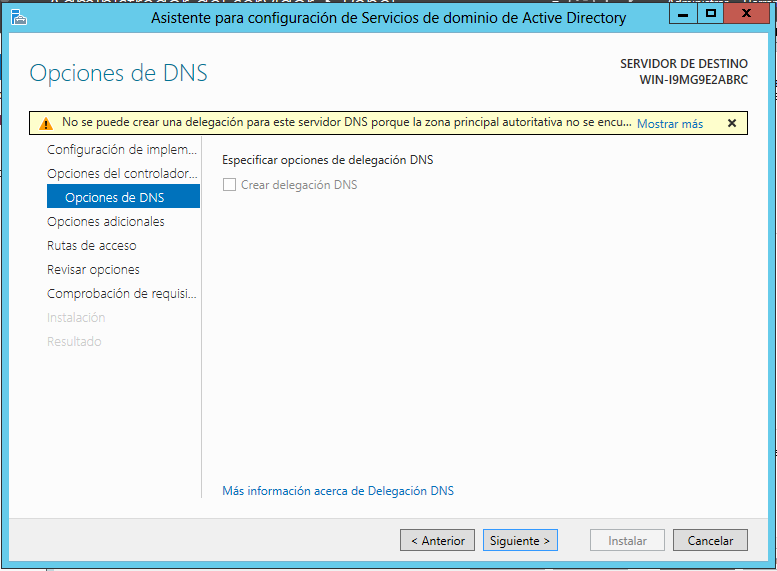 Asistente para configuración de Servicios de dominio de Active Directory
Opciones de DNS
SERVIDOR DE DESTINO
WIN-I9MG9E2ABRC
No se puede crear una delegación para este servidor DNS porque la zona principal autoritativa no se encu... Mostrar más
Configuración de implem...
Opciones del controlador...
Opciones de DNS
Opciones adicionales
Rutas de acceso
Revisar opciones
Comprobación de requisi...
Instalación
Resultado
Especificar opciones de delegación DNS
Crear delegación DNS
Más información acerca de Delegación DNS
< Anterior
Siguiente >
Instalar
Cancelar